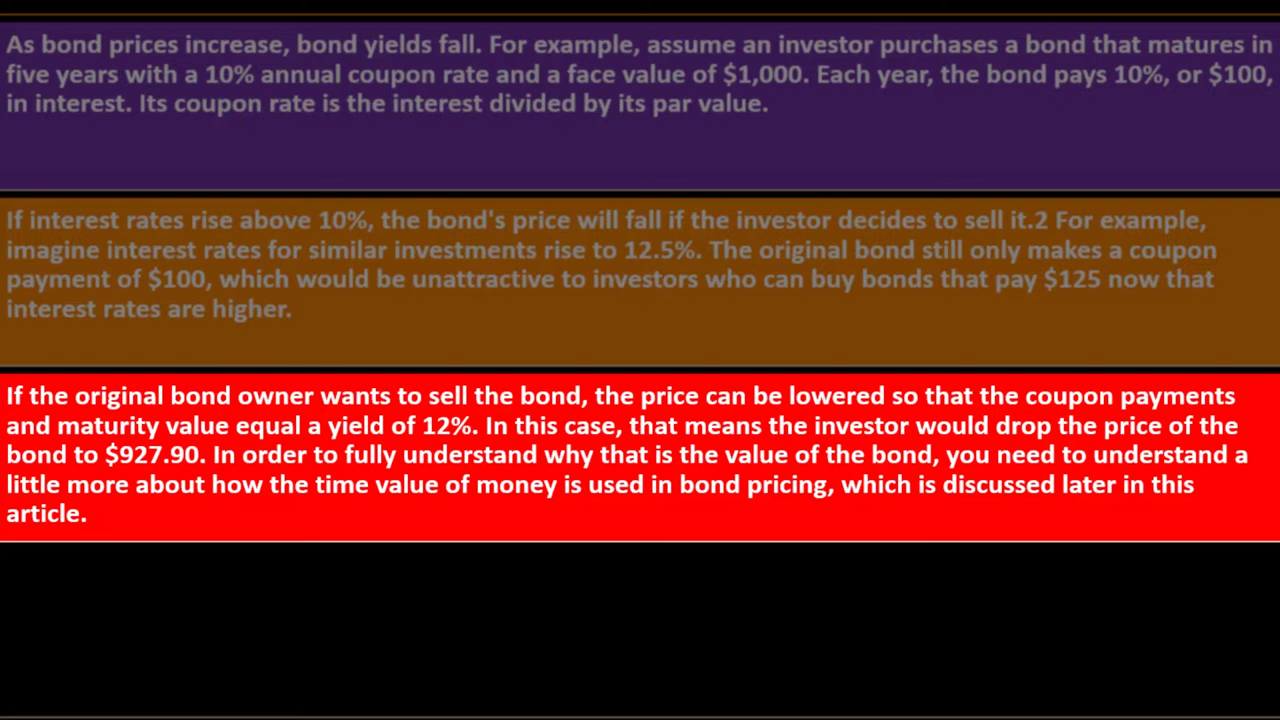 As bond prices increase, bond yields fall. For example, assume an investor purchases a bond that matures in
five years with a 10% annual coupon rate and a face value of $1,000. Each year, the bond pays 10%, or $100,
in interest. Its coupon rate is the interest divided by its par value.
If interest rates rise above 10%, the bond's price will fall if the investor decides to sell it.2 For example,
imagine interest rates for similar investments rise to 12.5%. The original bond still only makes a coupon
payment of $100, which would be unattractive to investors who can buy bonds that pay $125 now that
interest rates are higher.
If the original bond owner wants to sell the bond, the price can be lowered so that the coupon payments
and maturity value equal a yield of 12%. In this case, that means the investor would drop the price of the
bond to $927.90. In order to fully understand why that is the value of the bond, you need to understand a
little more about how the time value of money is used in bond pricing, which is discussed later in this
article.